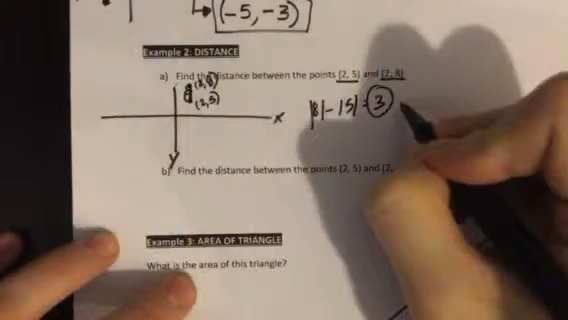 (-5, -3)
Example 2: DISTANCE
a) Find the distance between the points (2, 5) and (2, 8)
(2,8)
(2,5)
|8|-|5| = 3
x
y
b) Find the distance between the points (2, 5) and (2,
Example 3: AREA OF TRIANGLE
What is the area of this triangle?